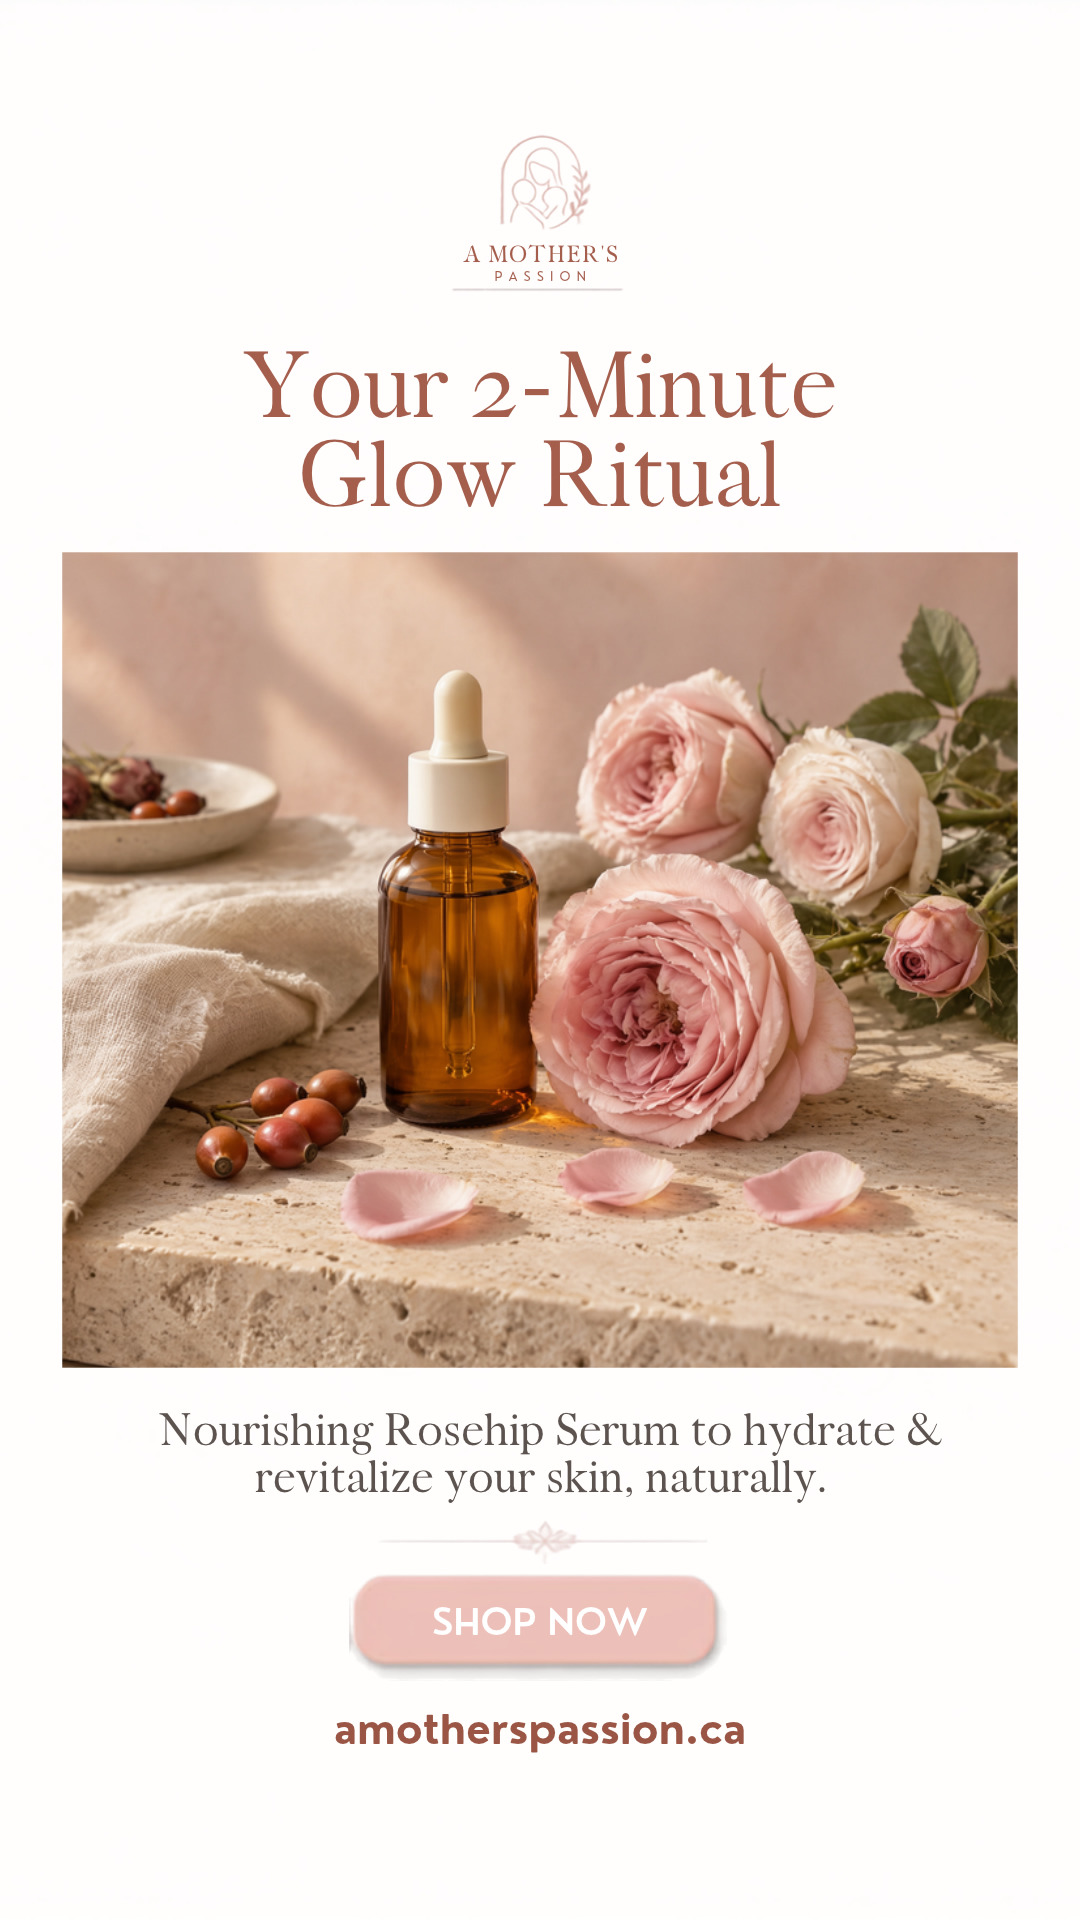 A MOTHER'S
PASSION
Your 2-Minute
Glow Ritual
Nourishing Rosehip Serum to hydrate &
revitalize your skin, naturally.
SHOP NOW
amotherspassion.ca